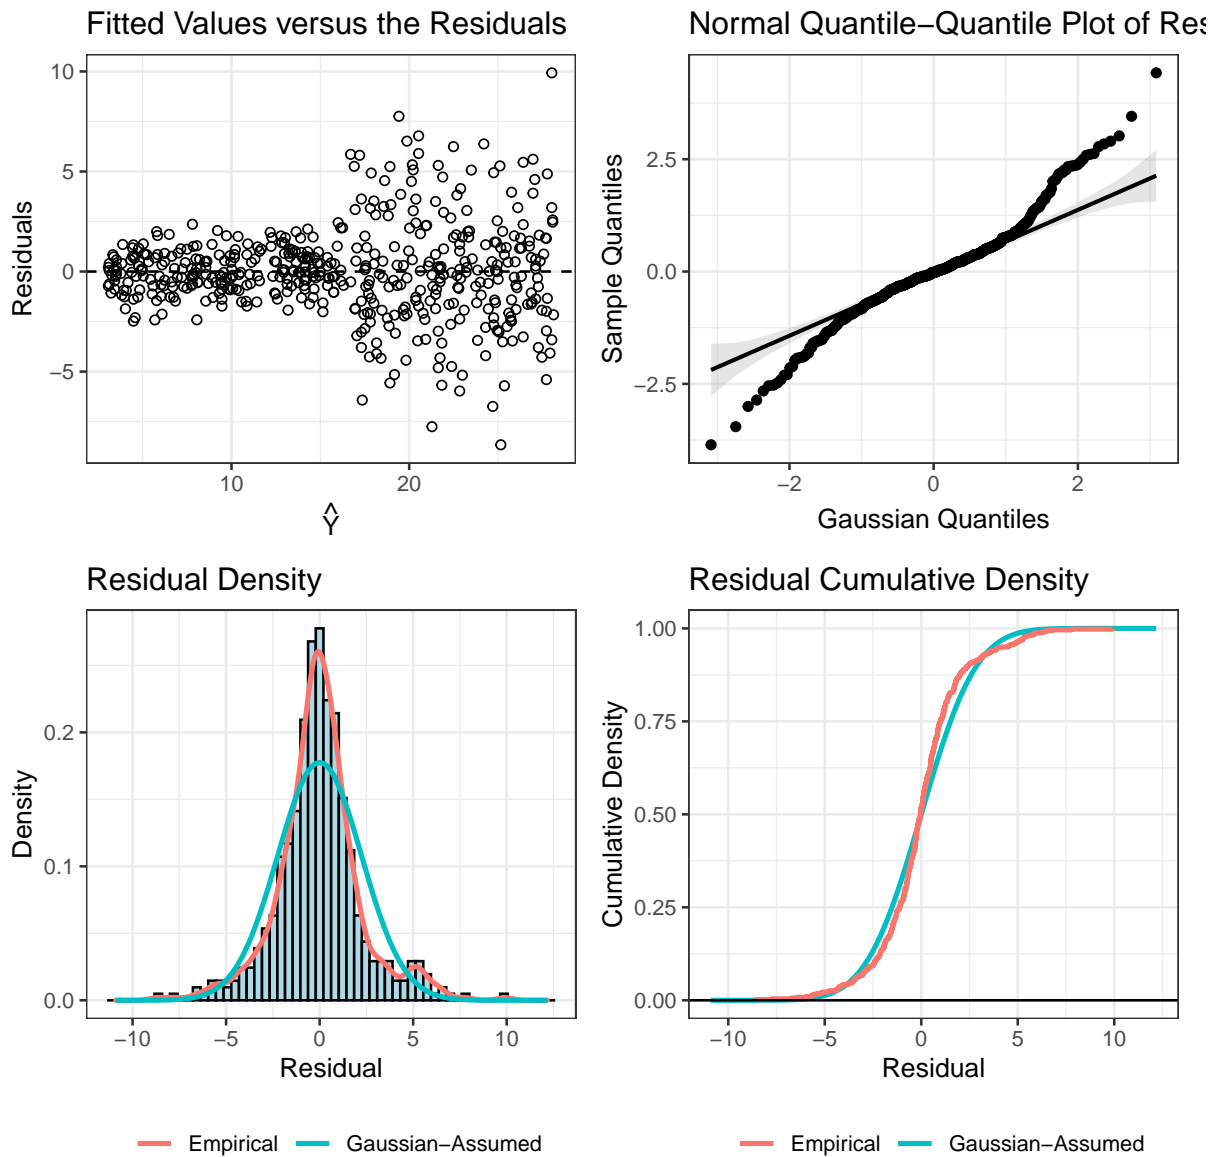 Fitted Values versus the Residuals
Residuals
10
5
0
−5
10
20
Ŷ
Normal Quantile−Quantile Plot of Res
Sample Quantiles
2.5
0.0
−2.5
−2
0
2
Gaussian Quantiles
Residual Density
Density
0.2
0.1
0.0
−10
−5
0
5
10
Residual
Empirical
Gaussian−Assumed
Residual Cumulative Density
Cumulative Density
1.00
0.75
0.50
0.25
0.00
−10
−5
0
5
10
Residual
Empirical
Gaussian−Assumed